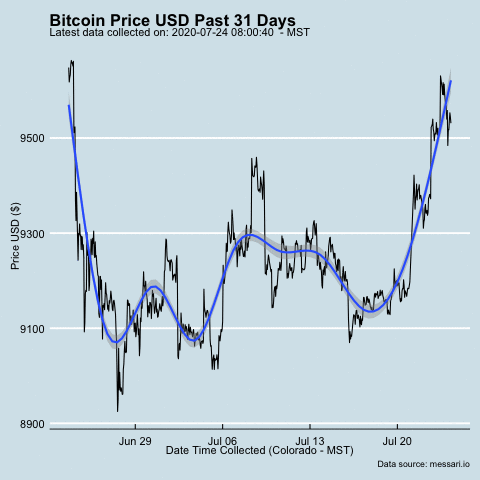 Bitcoin Price USD Past 31 Days
Latest data collected on: 2020-07-24 08:00:40  - MST
9500
9300
9100
8900
Price USD ($)
Jun 29
Jul 06
Jul 13
Jul 20
Date Time Collected (Colorado - MST)
Data source: messari.io